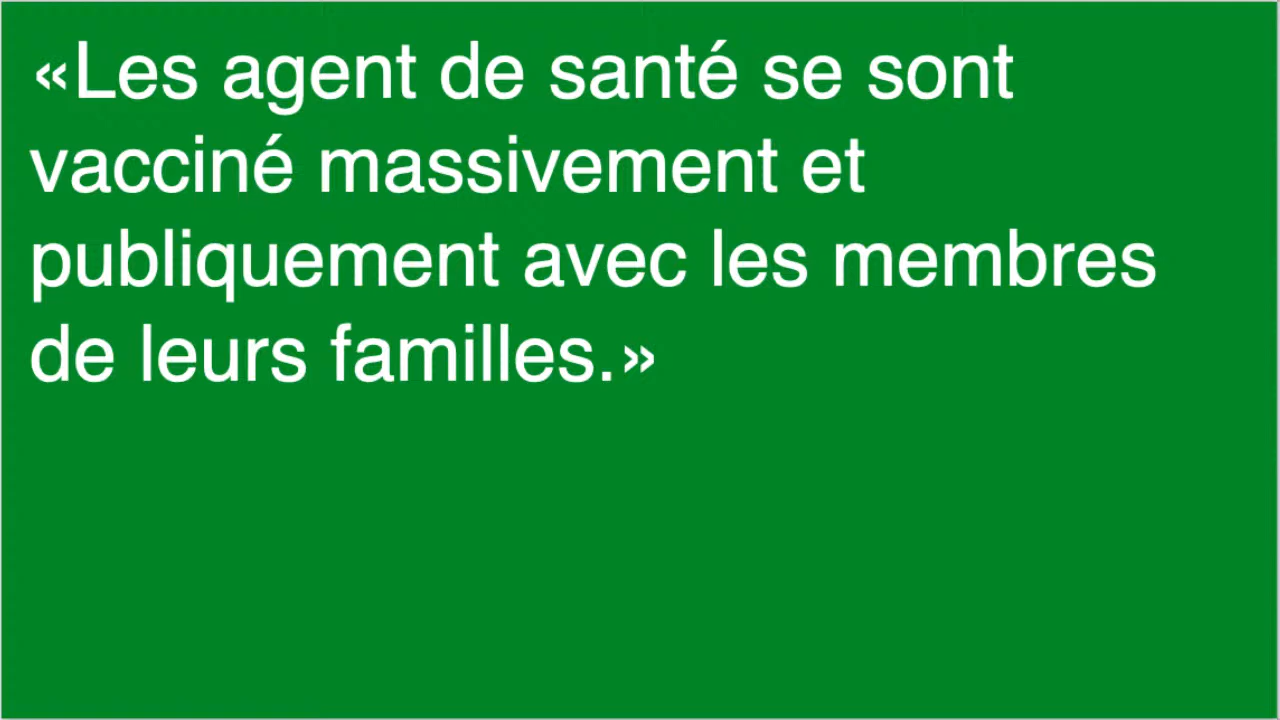 «Les agent de santé se sont
vacciné massivement et
publiquement avec les membres
de leurs familles.»